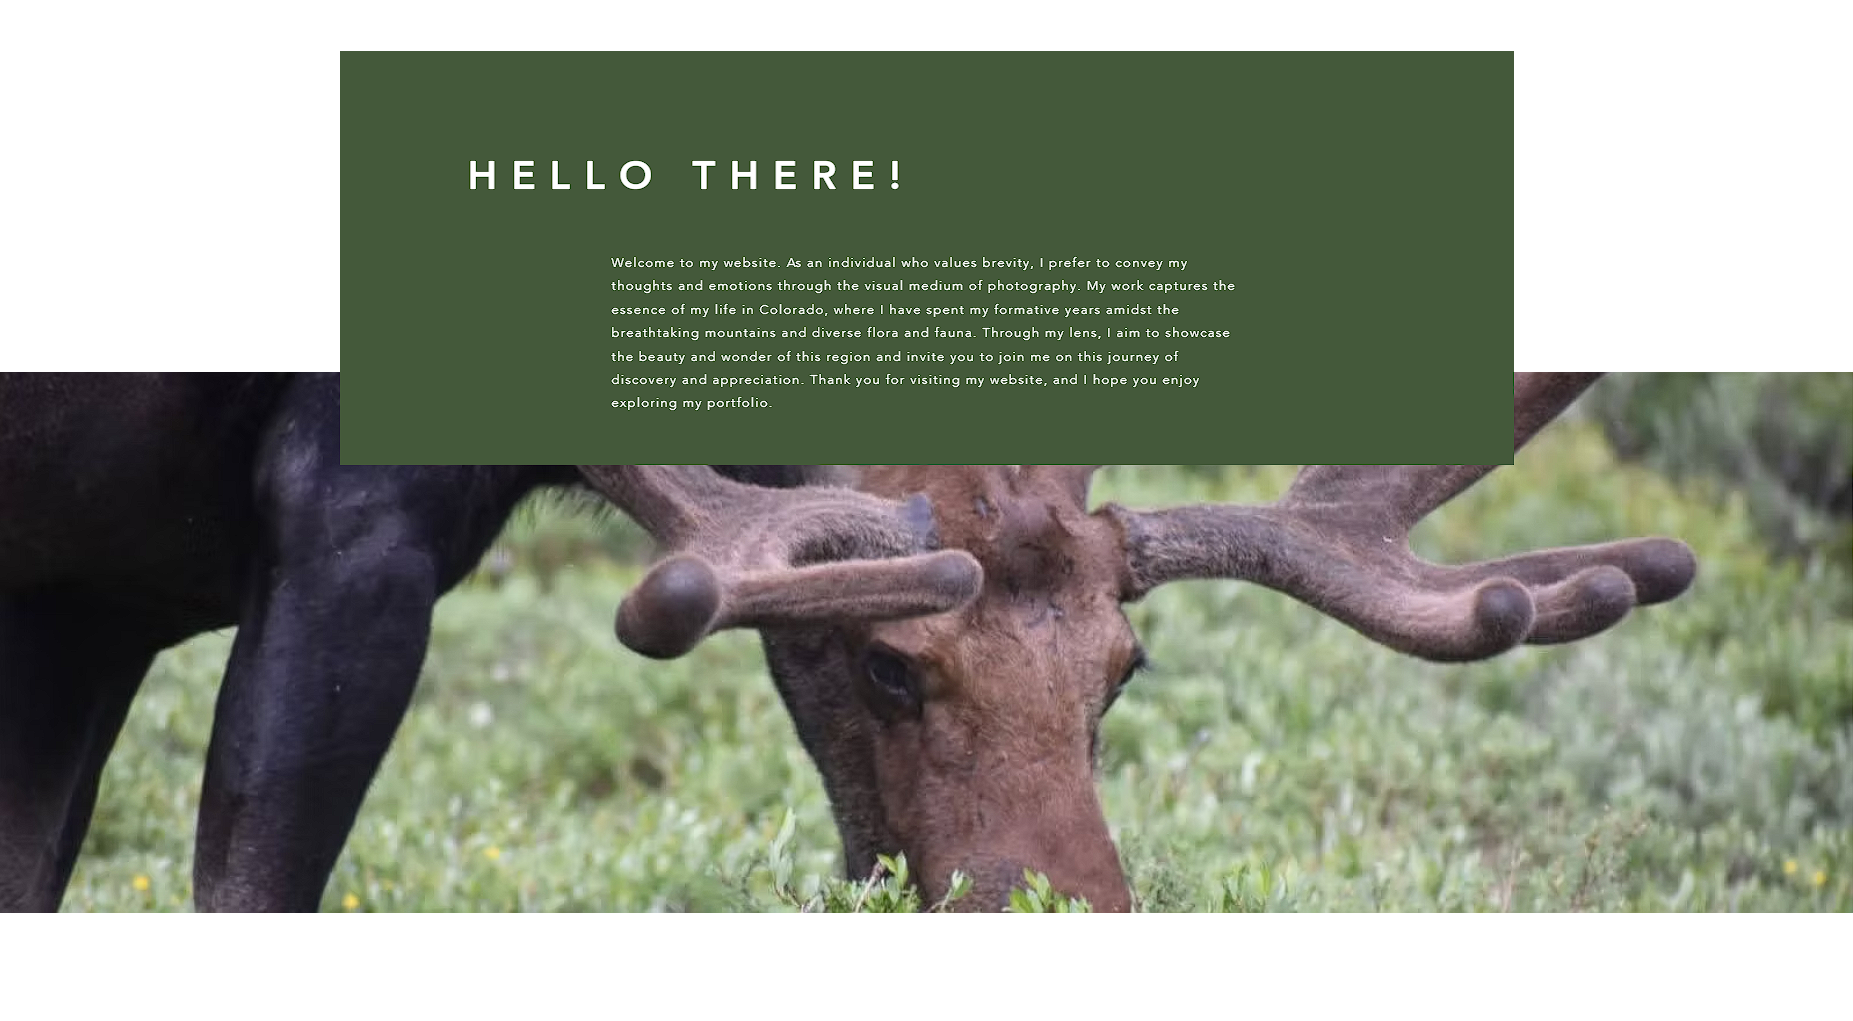 HELLO THERE!
Welcome to my website. As an individual who values brevity, I prefer to convey my
thoughts and emotions through the visual medium of photography. My work captures the
essence of my life in Colorado, where I have spent my formative years amidst the
breathtaking mountains and diverse flora and fauna. Through my lens, I aim to showcase
the beauty and wonder of this region and invite you to join me on this journey of
discovery and appreciation. Thank you for visiting my website, and I hope you enjoy
exploring my portfolio.